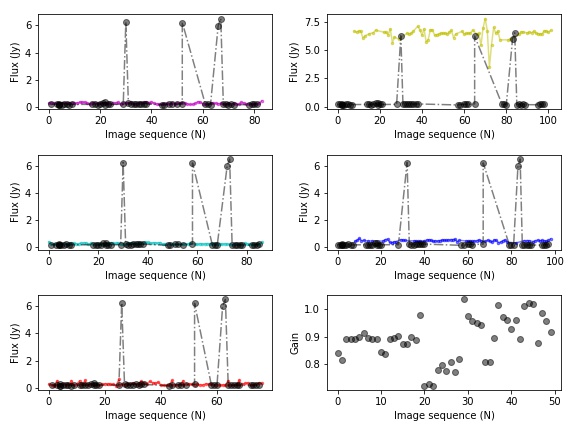 6
4
2
0
Flux (Jy)
0 20 40 60 80
Image sequence (N)
7.5
5.0
2.5
0.0
Flux (Jy)
0 20 40 60 80 100
Image sequence (N)
6
4
2
0
Flux (Jy)
0 20 40 60 80
Image sequence (N)
6
4
2
0
Flux (Jy)
0 20 40 60 80 100
Image sequence (N)
6
4
2
0
Flux (Jy)
0 20 40 60
Image sequence (N)
1.0
0.9
0.8
Gain
0 10 20 30 40 50
Image sequence (N)